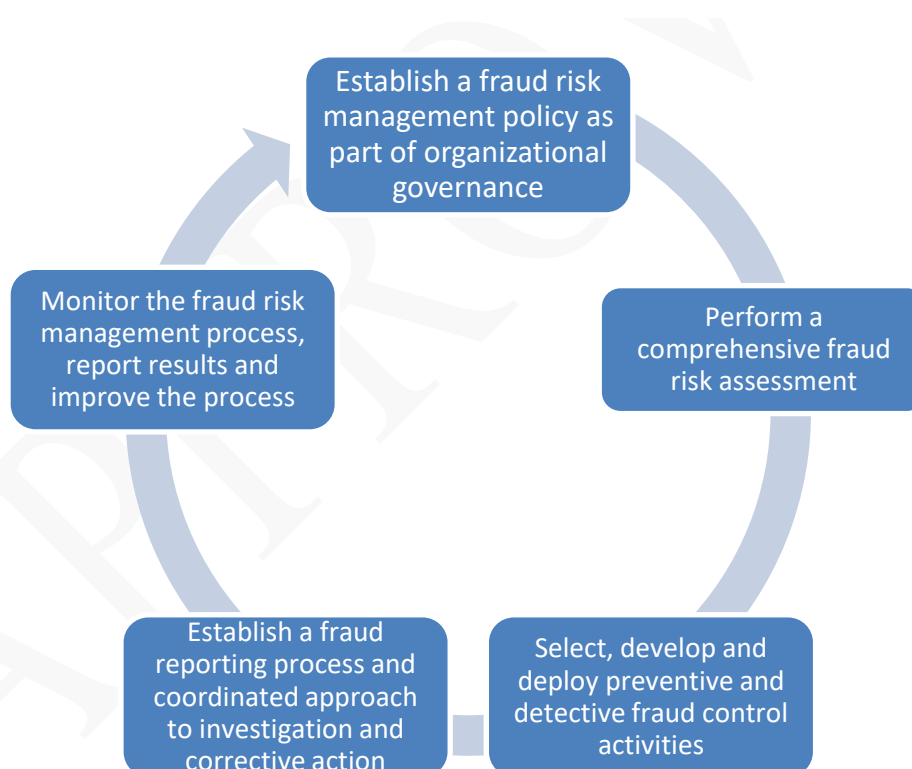 Establish a fraud risk
management policy as
part of organizational
governance
Perform a
comprehensive fraud
risk assessment
Select, develop and
deploy preventive and
detective fraud control
activities
Establish a fraud
reporting process and
coordinated approach
to investigation and
corrective action
Monitor the fraud risk
management process,
report results and
improve the process